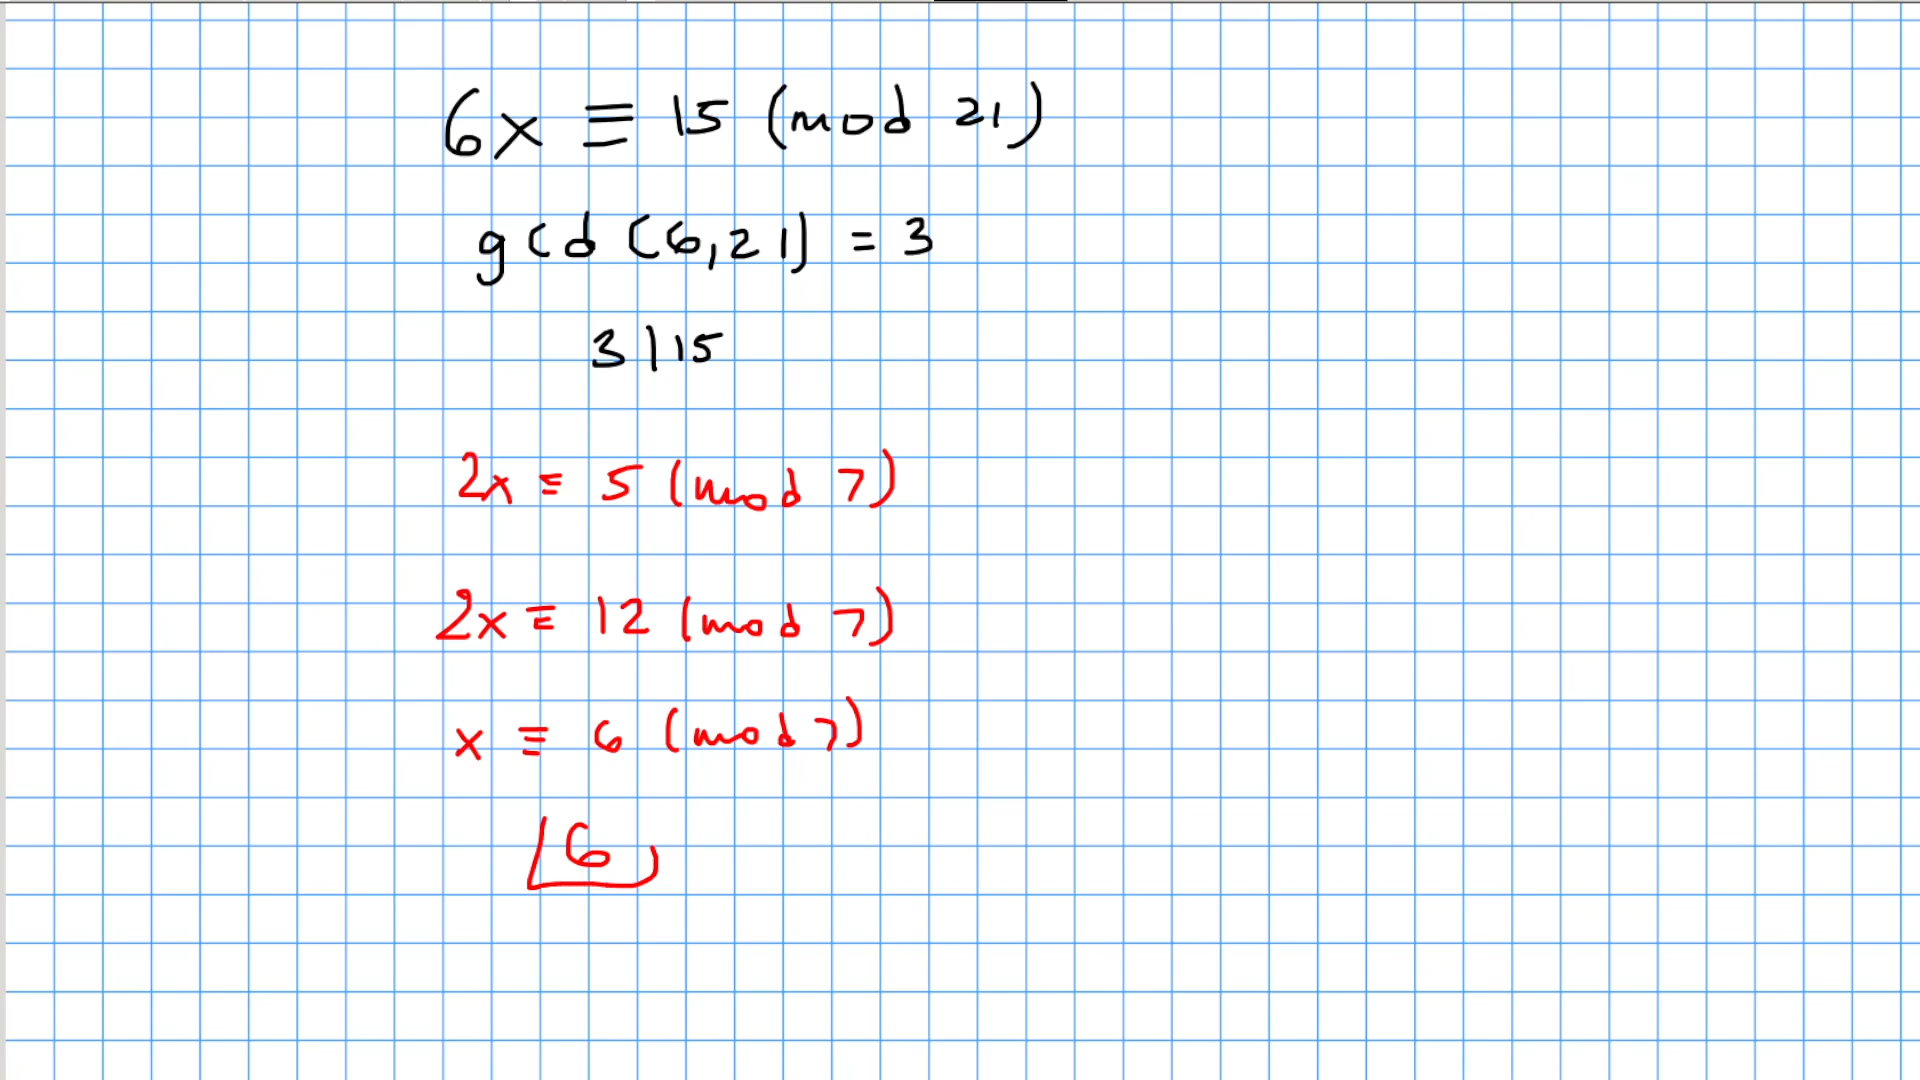 6x ≡ 15 (mod 21)
gcd (6,21) = 3
3 | 15
2x ≡ 5 (mod 7)
2x ≡ 12 (mod 7)
x ≡ 6 (mod 7)
6